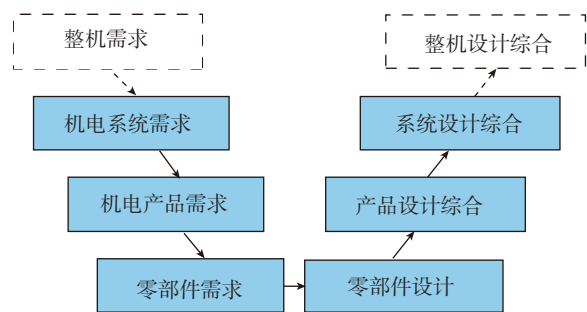 整机需求
整机设计综合
机电系统需求
系统设计综合
机电产品需求
产品设计综合
零部件需求
零部件设计